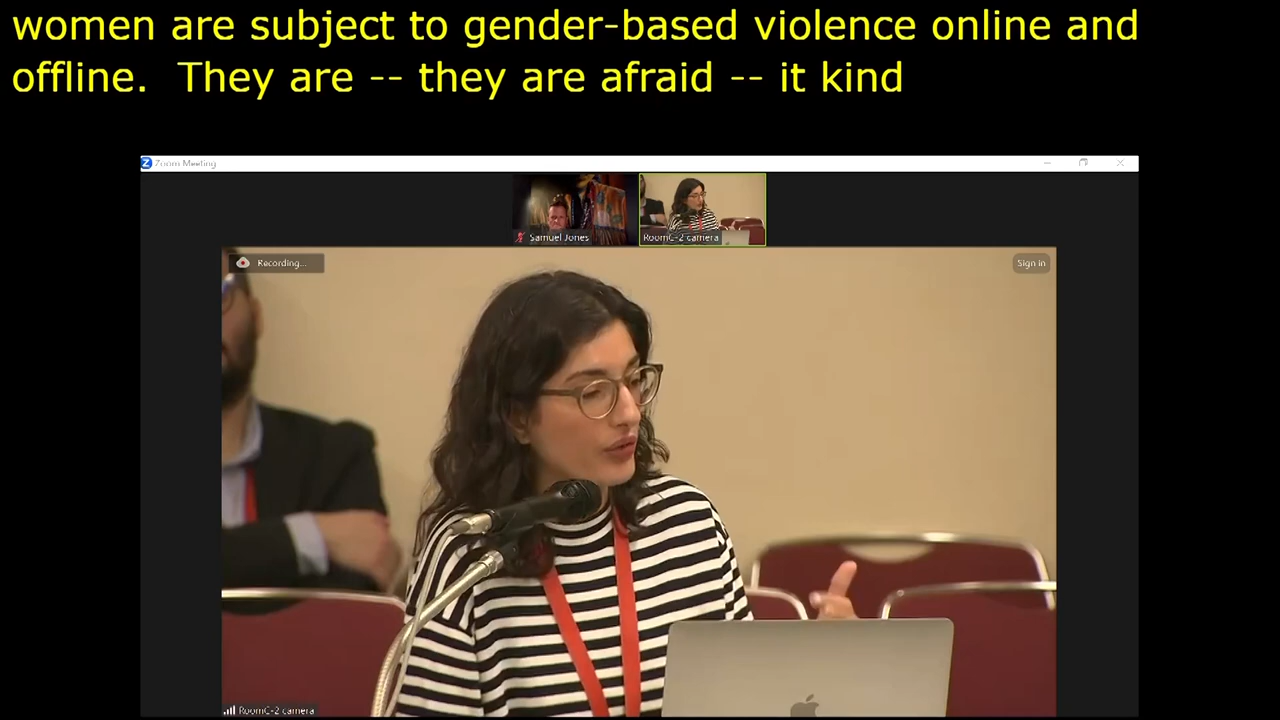 women are subject to gender-based violence online and
offline.  They are -- they are afraid -- it kind
Zoom Meeting
Samuel Jones
RoomC-2 camera
Recording...
Sign in
RoomC-2 camera